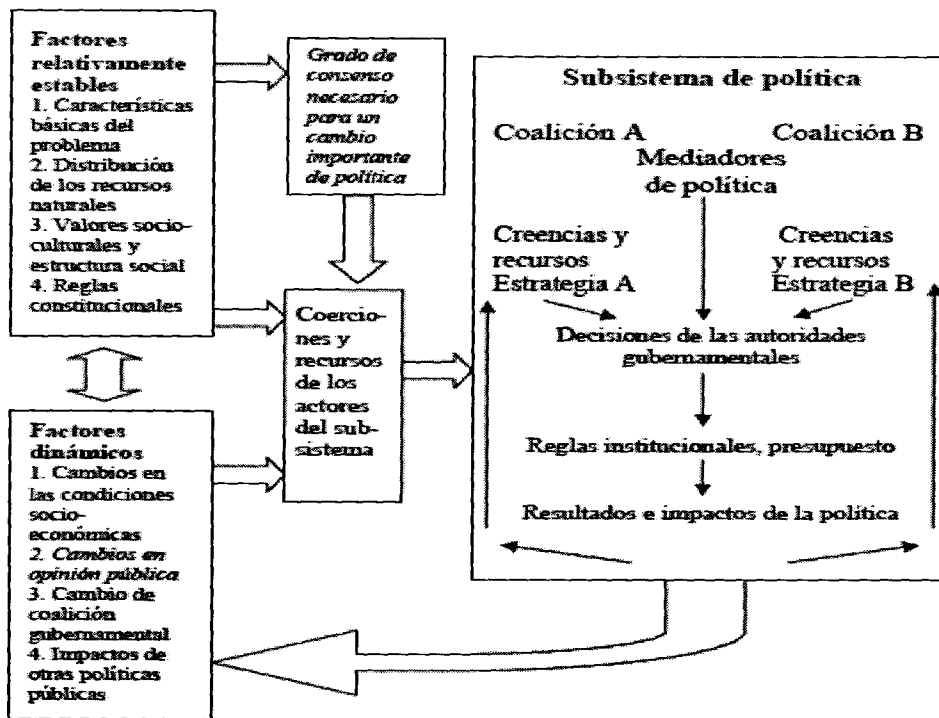 Factores
relativamente
estables
1. Características
básicas del
problema
2. Distribución
de los recursos
naturales
3. Valores socio-
culturales y
estructura social
4. Reglas
constitucionales
Grado de
consenso
necesario
para un
cambio
importante
de política
Coercio-
nes y
recursos
de los
actores
del sub-
sistema
Factores
dinámicos
1. Cambios en
las condiciones
socio-
económicas
2. Cambios en
opinión pública
3. Cambio de
coalición
gubernamental
4. Impactos de
otras políticas
públicas
Subsistema de política
Coalición A
Coalición B
Mediadores
de política
Creencias y
recursos
Estrategia A
Creencias
y recursos
Estrategia B
Decisiones de las autoridades
gubernamentales
Reglas institucionales, presupuesto
Resultados e impactos de la política